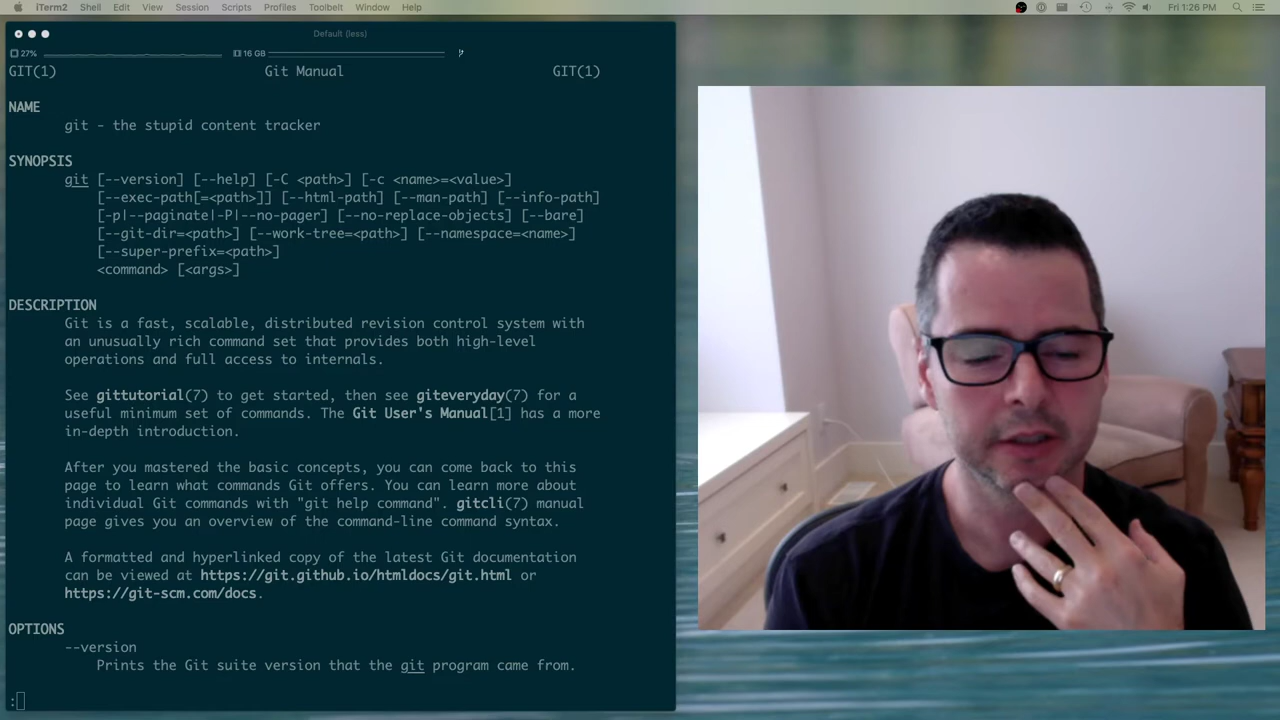 iTerm2 Shell Edit View Session Scripts Profiles Toolbelt Window Help Fri 1:26 PM
Default (less)
27% 16 GB
GIT(1) Git Manual GIT(1)
NAME
git - the stupid content tracker
SYNOPSIS
git [--version] [--help] [-C <path>] [-c <name>=<value>]
[--exec-path[=<path>]] [--html-path] [--man-path] [--info-path]
[-p|--paginate|-P|--no-pager] [--no-replace-objects] [--bare]
[--git-dir=<path>] [--work-tree=<path>] [--namespace=<name>]
[--super-prefix=<path>]
<command> [<args>]
DESCRIPTION
Git is a fast, scalable, distributed revision control system with
an unusually rich command set that provides both high-level
operations and full access to internals.
See gittutorial(7) to get started, then see giteveryday(7) for a
useful minimum set of commands. The Git User's Manual[1] has a more
in-depth introduction.
After you mastered the basic concepts, you can come back to this
page to learn what commands Git offers. You can learn more about
individual Git commands with "git help command". gitcli(7) manual
page gives you an overview of the command-line command syntax.
A formatted and hyperlinked copy of the latest Git documentation
can be viewed at https://git.github.io/htmldocs/git.html or
https://git-scm.com/docs.
OPTIONS
--version
Prints the Git suite version that the git program came from.
: